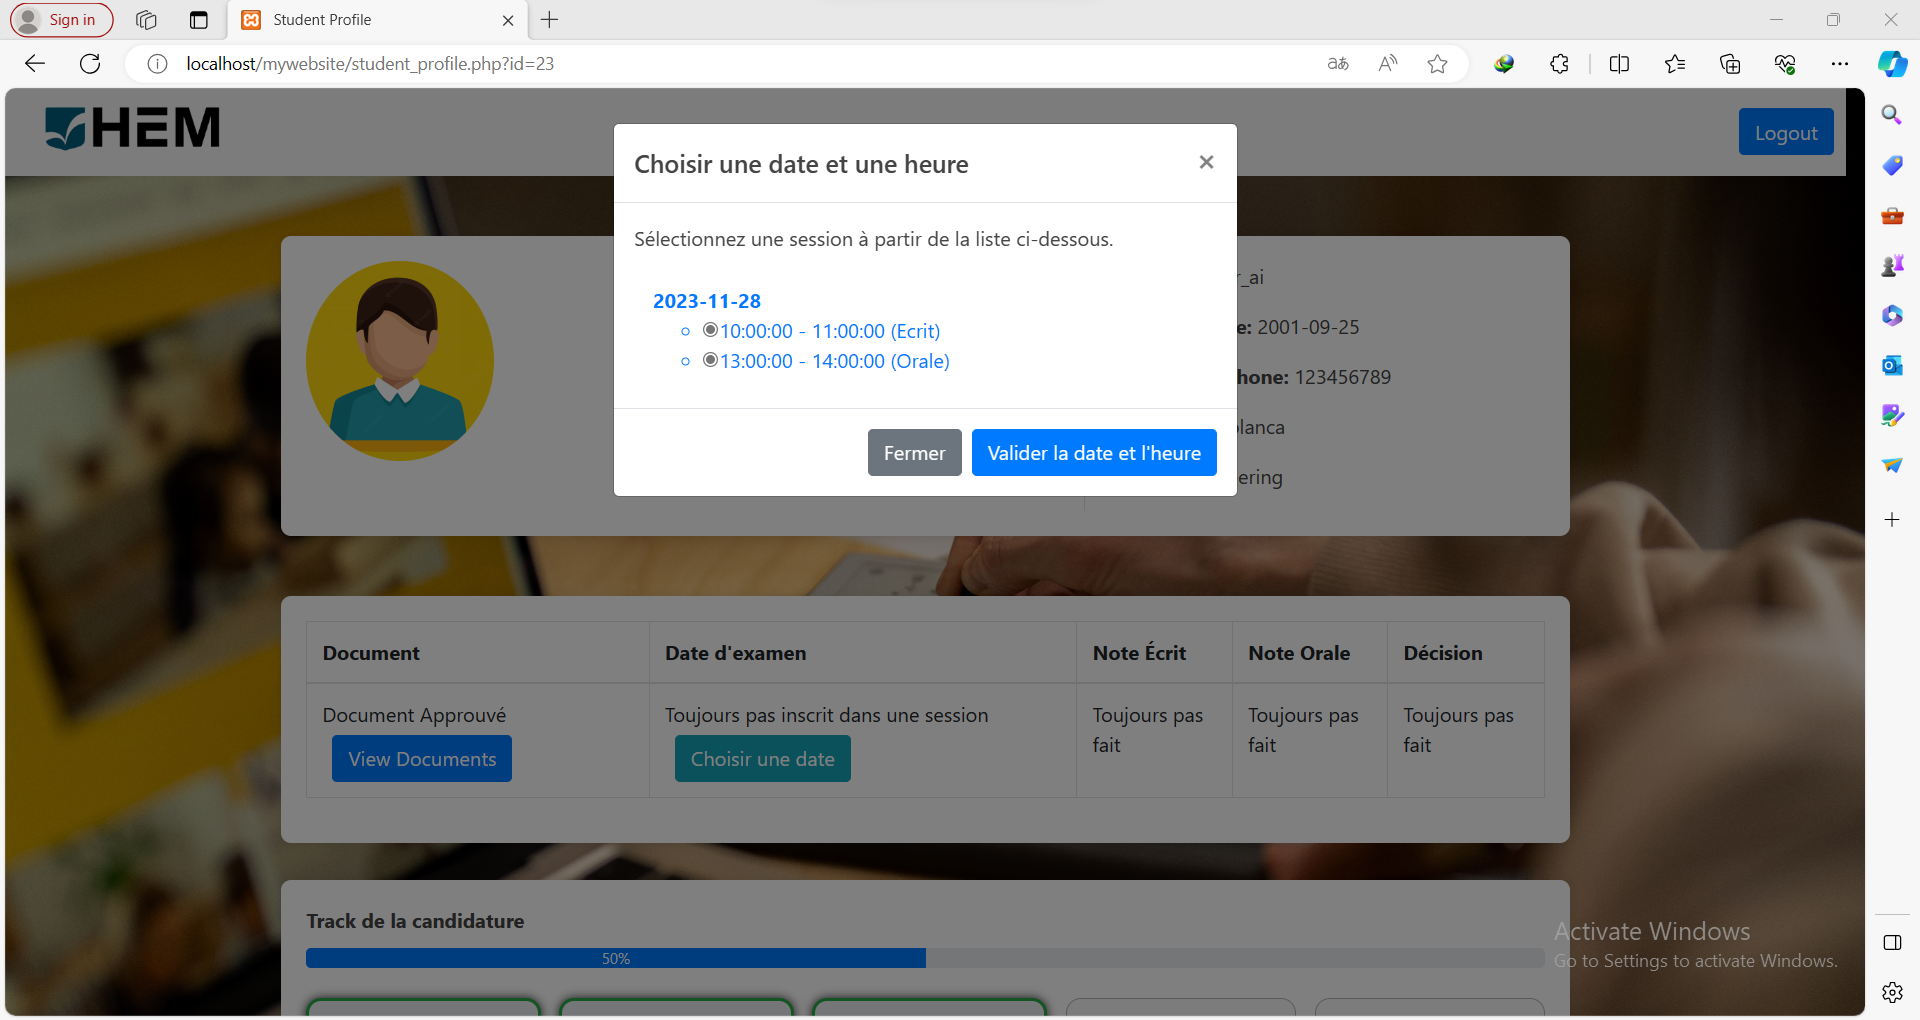 Sign in
Student Profile
localhost/mywebsite/student_profile.php?id=23
HEM
Logout
Choisir une date et une heure
Sélectionnez une session à partir de la liste ci-dessous.
2023-11-28
10:00:00 - 11:00:00 (Ecrit)
13:00:00 - 14:00:00 (Orale)
Fermer
Valider la date et l'heure
r_ai
e: 2001-09-25
hone: 123456789
lanca
ering
Document
Date d'examen
Note Écrit
Note Orale
Décision
Document Approuvé
View Documents
Toujours pas inscrit dans une session
Choisir une date
Toujours pas
fait
Toujours pas
fait
Toujours pas
fait
Track de la candidature
50%
Activate Windows
Go to Settings to activate Windows.